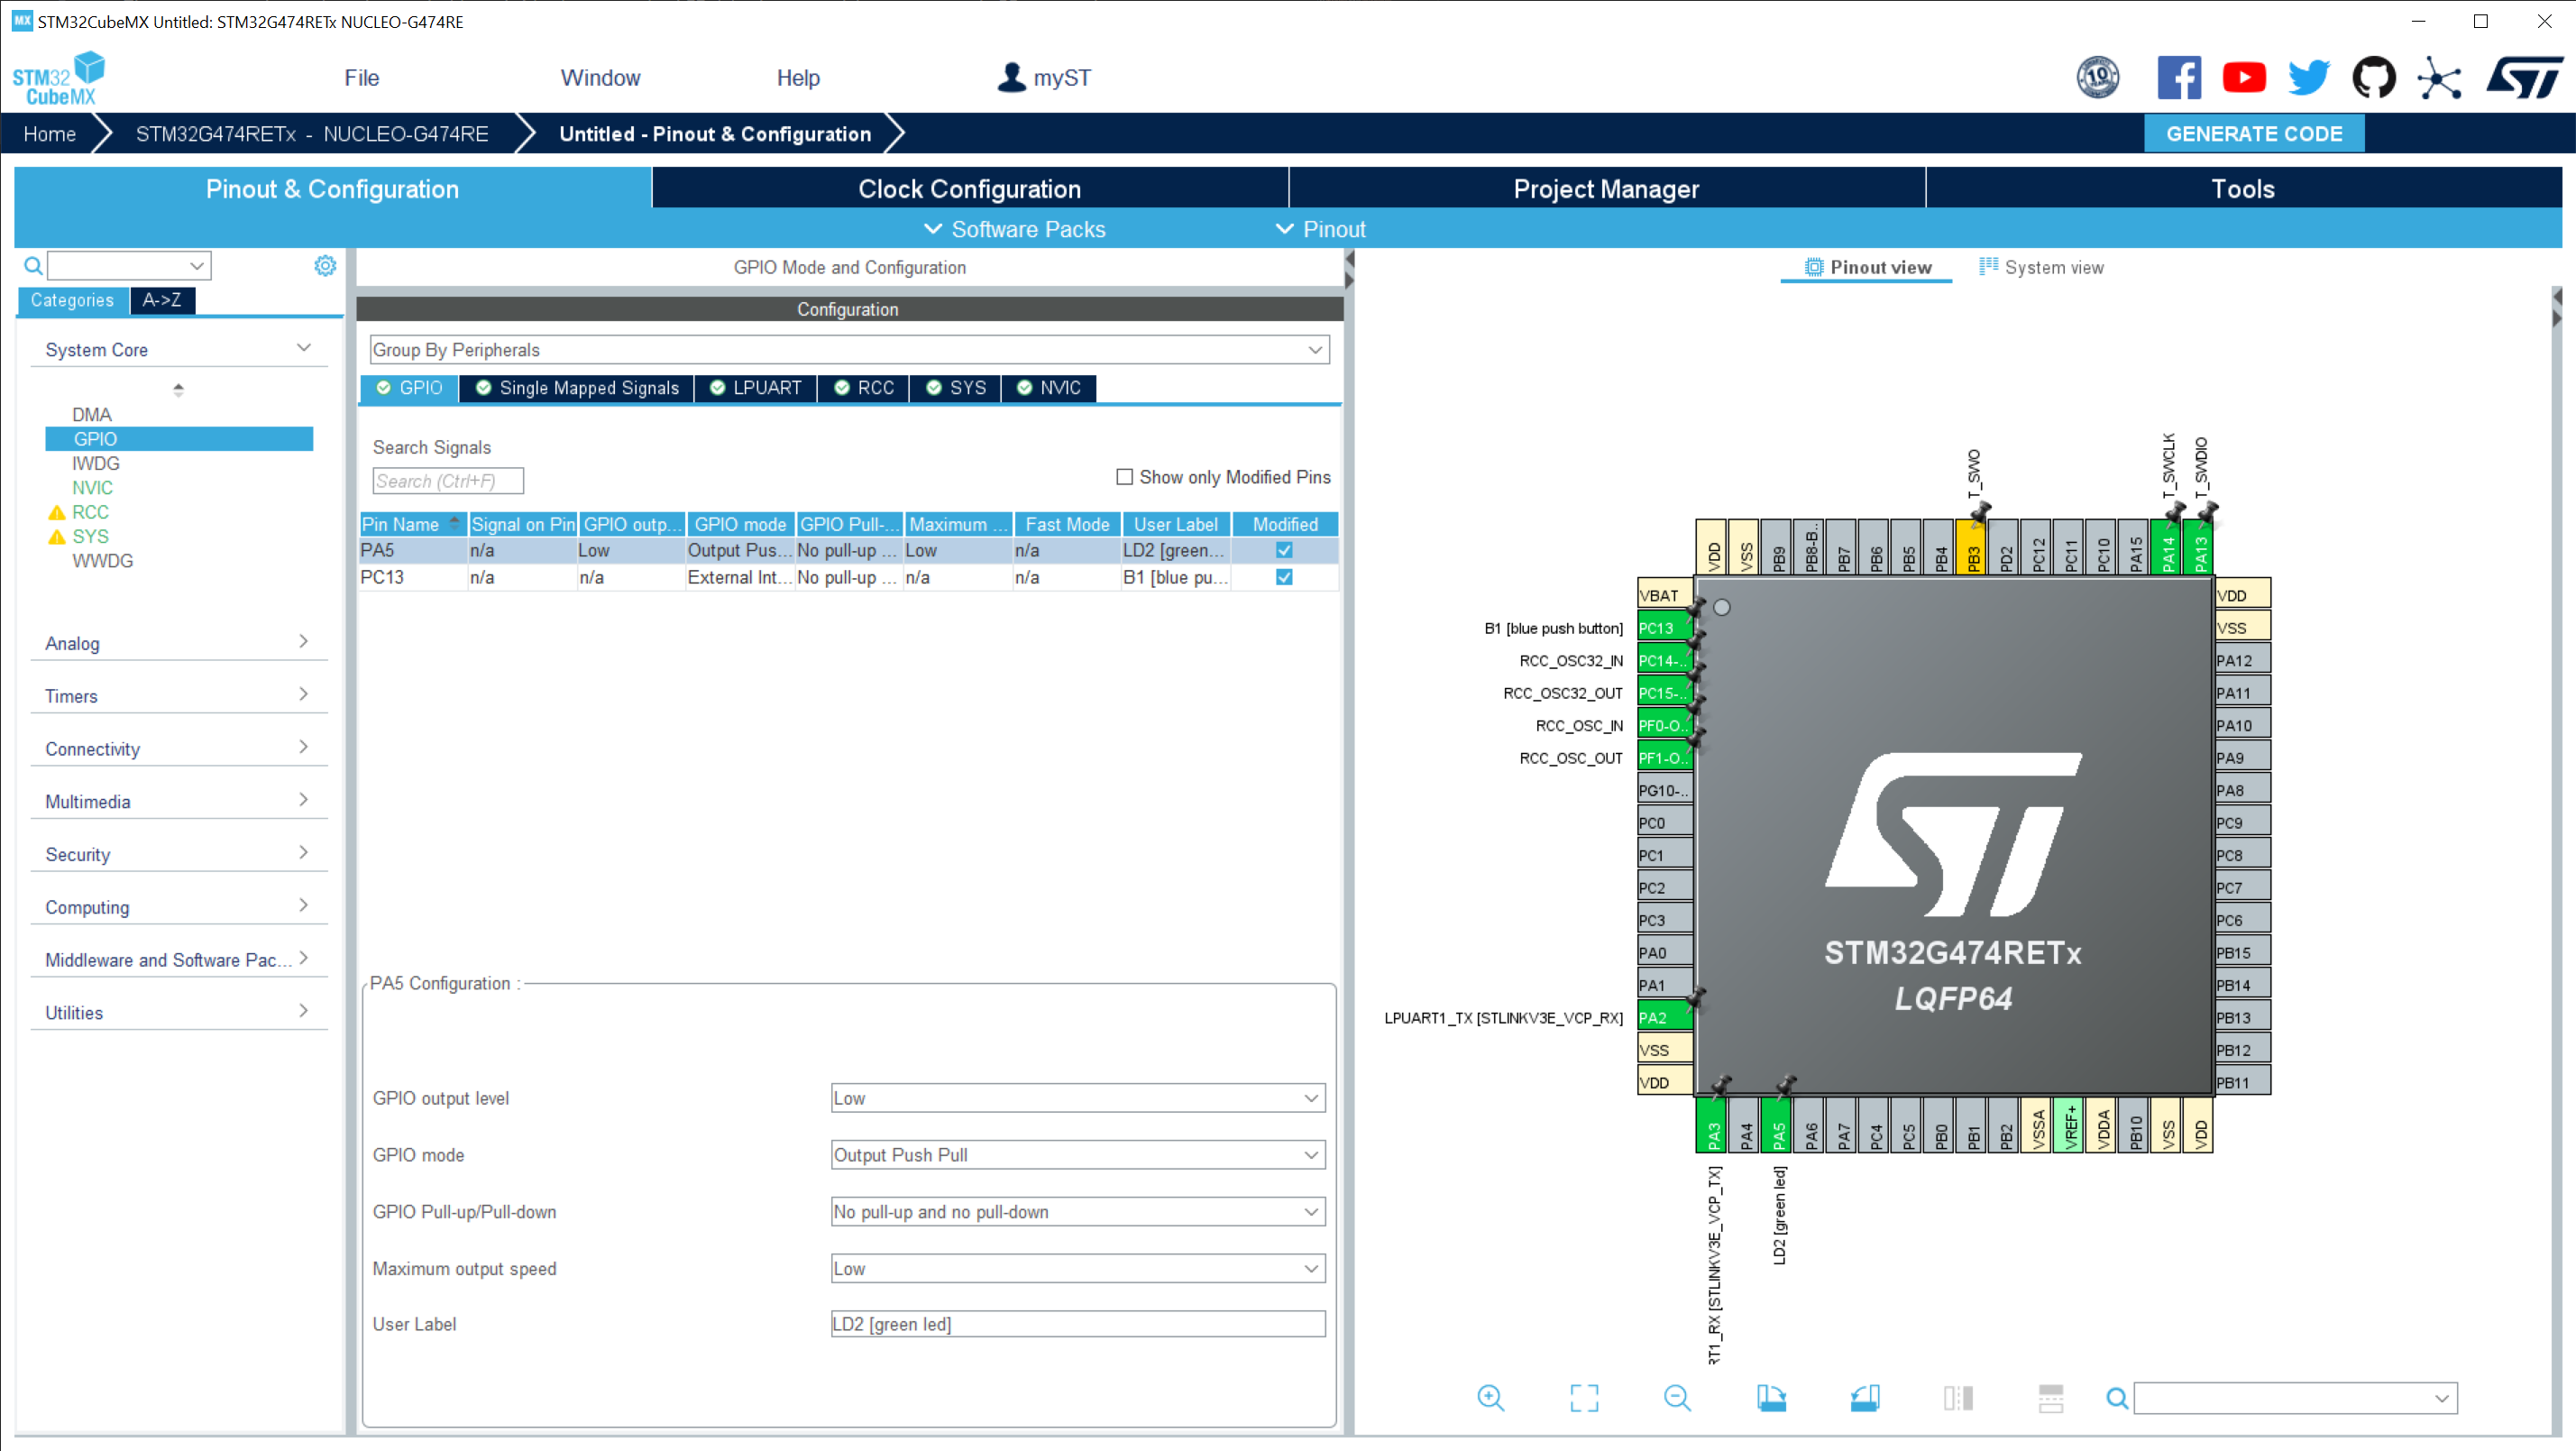 MX STM32CubeMX Untitled: STM32G474RETx NUCLEO-G474RE
STM32 CubeMX
File Window Help myST
10
Home STM32G474RETx - NUCLEO-G474RE Untitled - Pinout & Configuration GENERATE CODE
Pinout & Configuration Clock Configuration Project Manager Tools
Software Packs Pinout
GPIO Mode and Configuration
Pinout view System view
Categories A->Z
Configuration
System Core
DMA
GPIO
IWDG
NVIC
RCC
SYS
WWDG
Analog
Timers
Connectivity
Multimedia
Security
Computing
Middleware and Software Pac...
Utilities
Group By Peripherals
GPIO Single Mapped Signals LPUART RCC SYS NVIC
Search Signals
Search (Ctrl+F) Show only Modified Pins
Pin Name Signal on Pin GPIO outp... GPIO mode GPIO Pull-... Maximum ... Fast Mode User Label Modified
PA5 n/a Low Output Pus... No pull-up ... Low n/a LD2 [green...
PC13 n/a n/a External Int... No pull-up ... n/a n/a B1 [blue pu...
PA5 Configuration :
GPIO output level Low
GPIO mode Output Push Pull
GPIO Pull-up/Pull-down No pull-up and no pull-down
Maximum output speed Low
User Label LD2 [green led]
T_SWO T_SWCLK T_SWDIO
VDD VSS PB9 PB8-B.. PB7 PB6 PB5 PB4 PB3 PD2 PC12 PC11 PC10 PA15 PA14 PA13
VBAT VDD
B1 [blue push button] PC13 VSS
RCC_OSC32_IN PC14-.. PA12
RCC_OSC32_OUT PC15-.. PA11
RCC_OSC_IN PF0-O.. PA10
RCC_OSC_OUT PF1-O.. PA9
PG10-.. PA8
PC0 PC9
PC1 PC8
PC2 PC7
PC3 PC6
PA0 PB15
PA1 PB14
LPUART1_TX [STLINKV3E_VCP_RX] PA2 PB13
VSS PB12
VDD PB11
ST
STM32G474RETx
LQFP64
PA3 PA4 PA5 PA6 PA7 PC4 PC5 PB0 PB1 PB2 VSSA VREF+ VDDA PB10 VSS VDD
RT1_RX [STLINKV3E_VCP_TX] LD2 [green led]